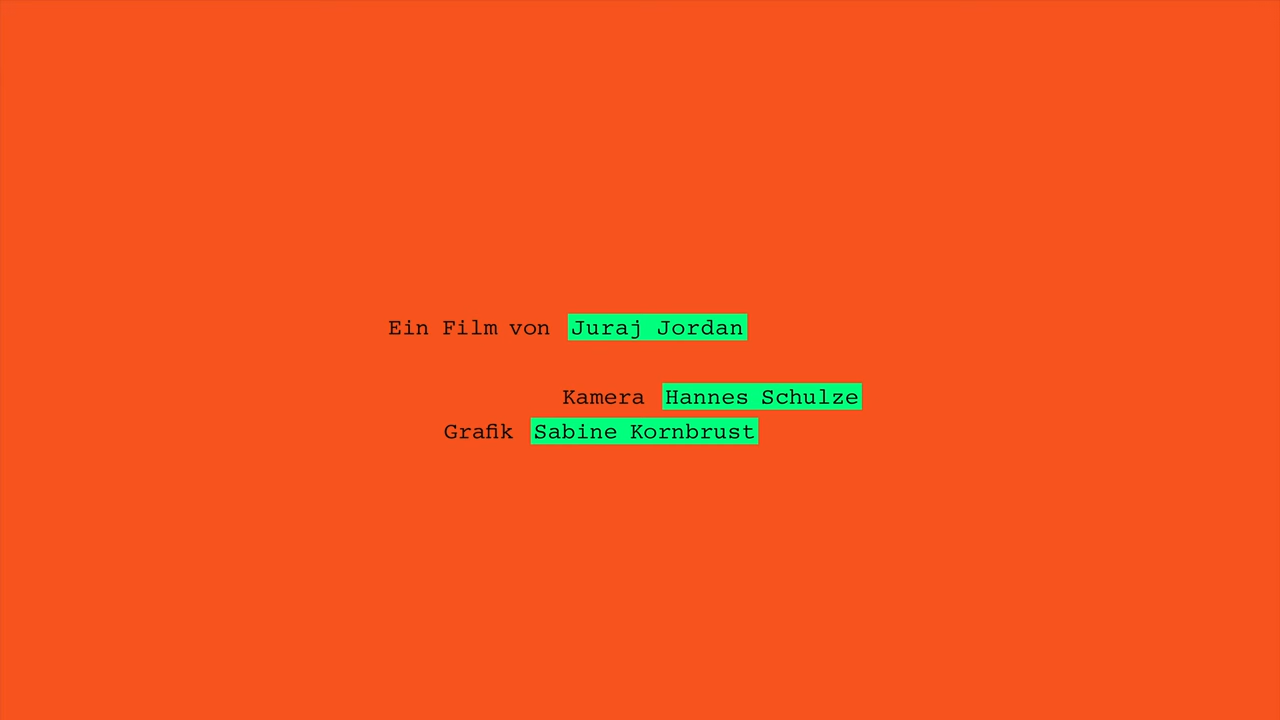 Ein Film von Juraj Jordan
Kamera Hannes Schulze
Grafik Sabine Kornbrust